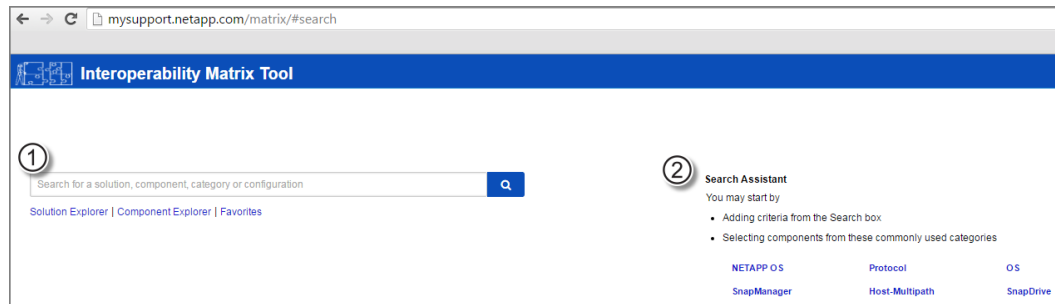 mysupport.netapp.com/matrix/#search
Interoperability Matrix Tool
1
Search for a solution, component, category or configuration
Solution Explorer | Component Explorer | Favorites
2
Search Assistant
You may start by
• Adding criteria from the Search box
• Selecting components from these commonly used categories
NETAPP OS Protocol OS
SnapManager Host-Multipath SnapDrive